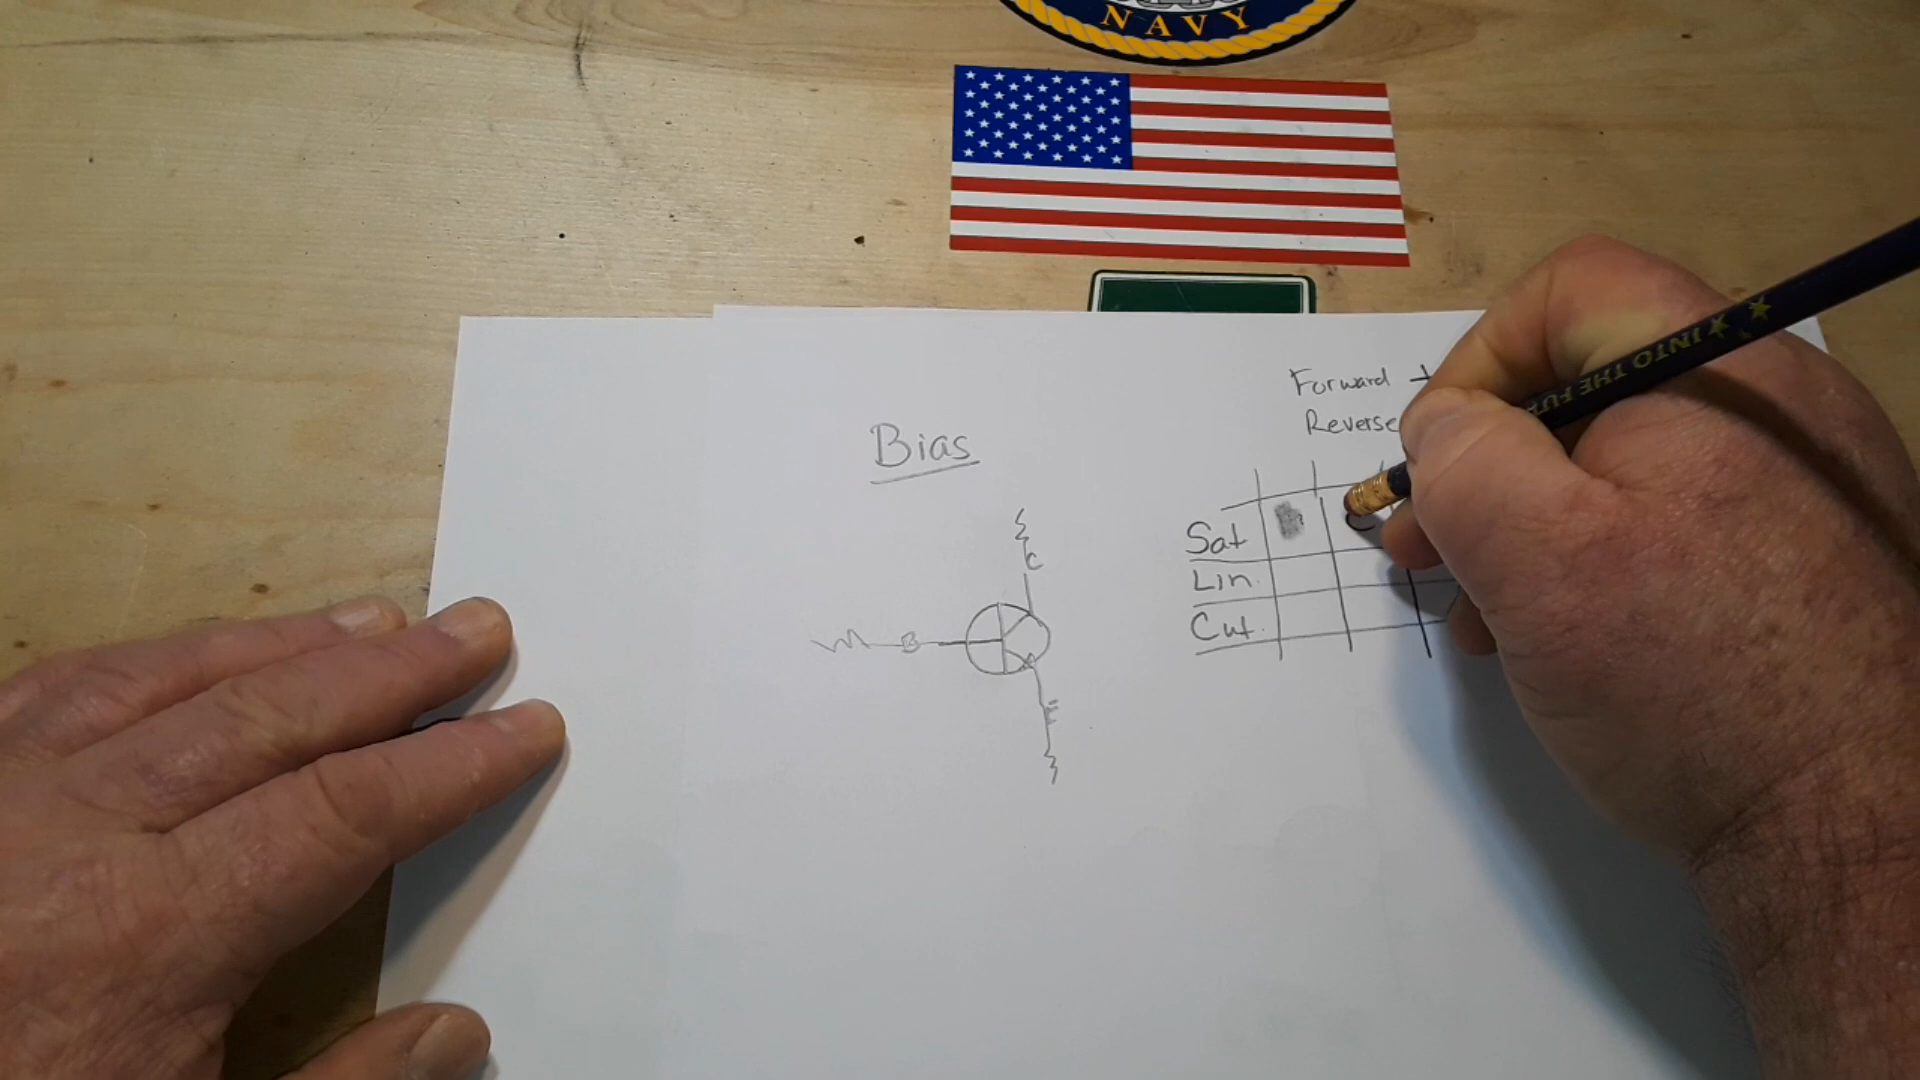 NAVY
INTO THE FU
Forward +
Reverse
Bias
C
Sat
Lin.
B
Cut.
E